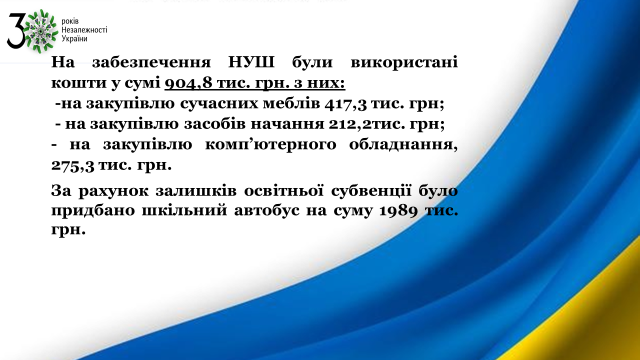 30 років
Незалежності
України
На забезпечення НУШ були використані
кошти у сумі 904,8 тис. грн. з них:
-на закупівлю сучасних меблів 417,3 тис. грн;
- на закупівлю засобів начання 212,2тис. грн;
- на закупівлю комп’ютерного обладнання,
275,3 тис. грн.
За рахунок залишків освітньої субвенції було
придбано шкільний автобус на суму 1989 тис.
грн.